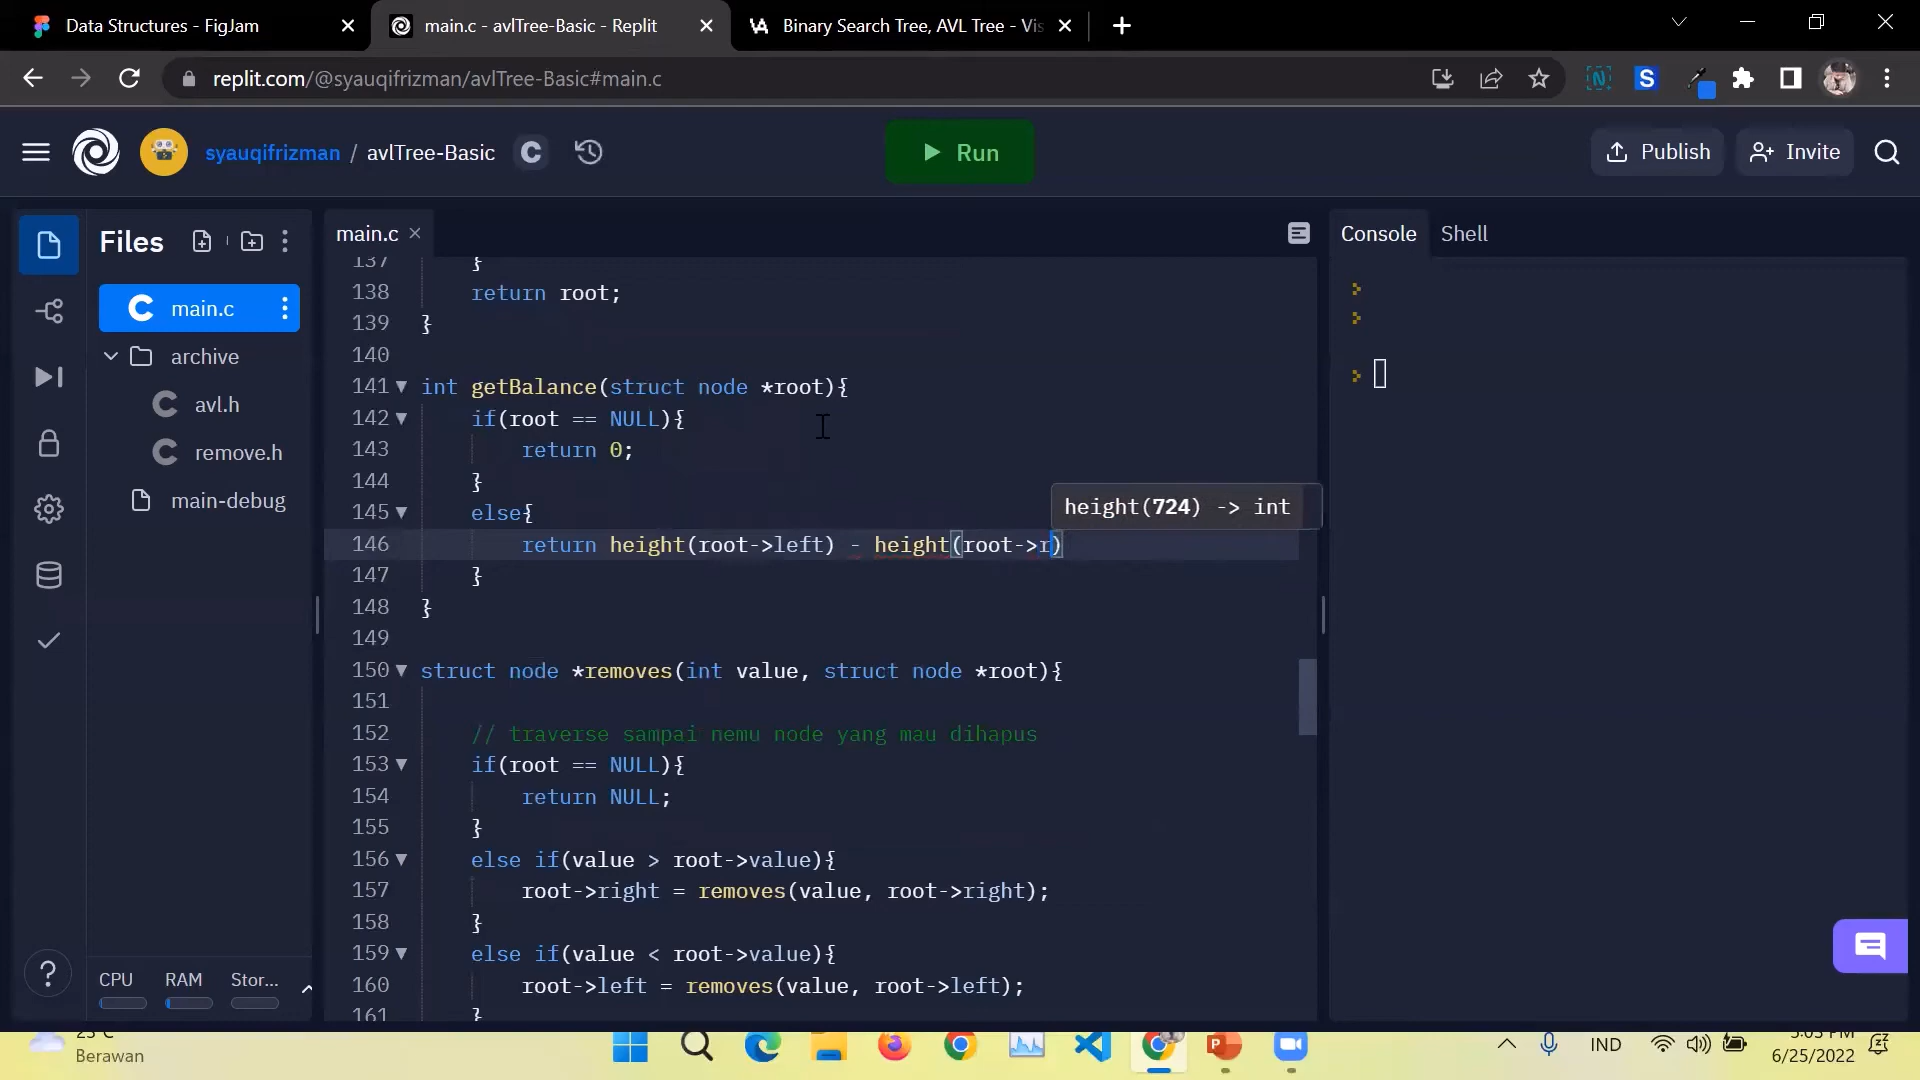 Data Structures - FigJam
main.c - avlTree-Basic - Replit
Binary Search Tree, AVL Tree - Vis
replit.com/@syauqifrizman/avlTree-Basic#main.c
syauqifrizman / avlTree-Basic
C
Run
Publish
Invite
Files
main.c
Console
Shell
main.c
archive
avl.h
remove.h
main-debug
137 }
138 return root;
139 }
140
141 int getBalance(struct node *root){
142 if(root == NULL){
143 return 0;
144 }
145 else{
height(724) -> int
146 return height(root->left) - height(root->r)
147 }
148 }
149
150 struct node *removes(int value, struct node *root){
151
152 // traverse sampai nemu node yang mau dihapus
153 if(root == NULL){
154 return NULL;
155 }
156 else if(value > root->value){
157 root->right = removes(value, root->right);
158 }
159 else if(value < root->value){
160 root->left = removes(value, root->left);
161 }
CPU RAM Stor...
Berawan
IND
5:03 PM
6/25/2022